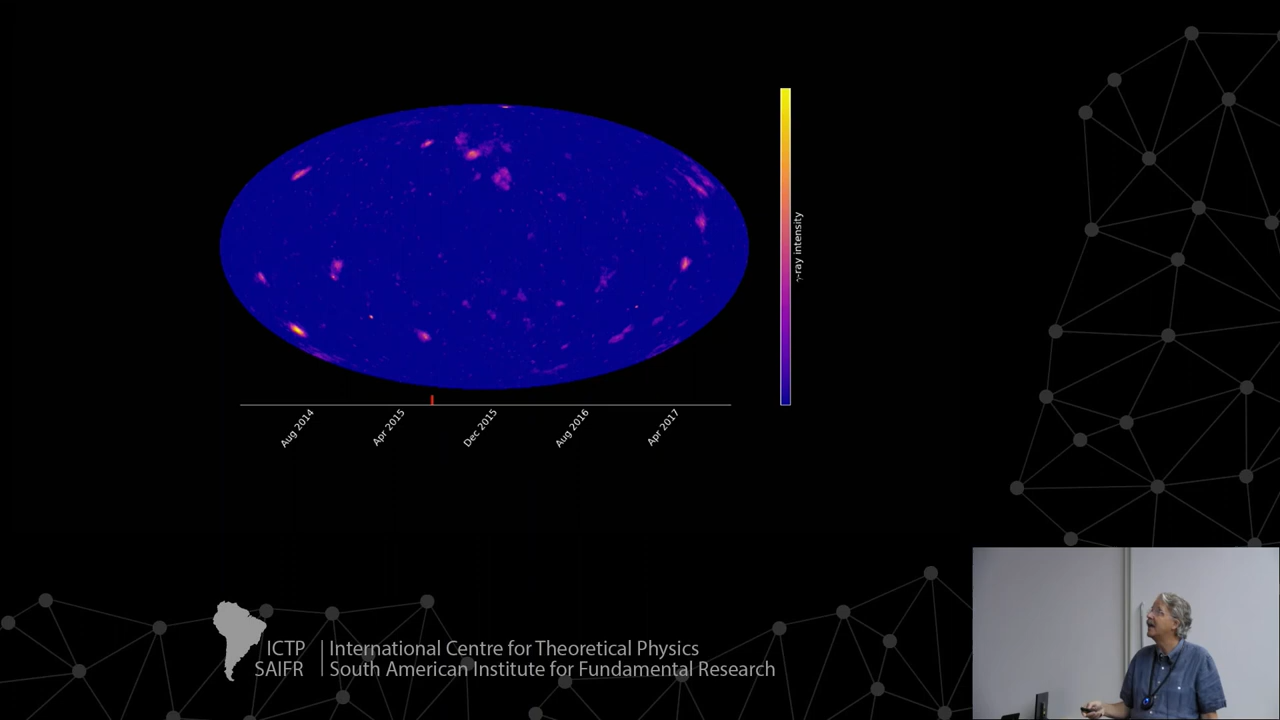 γ-ray intensity
Aug 2014
Apr 2015
Dec 2015
Aug 2016
Apr 2017
ICTP | International Centre for Theoretical Physics
SAIFR | South American Institute for Fundamental Research